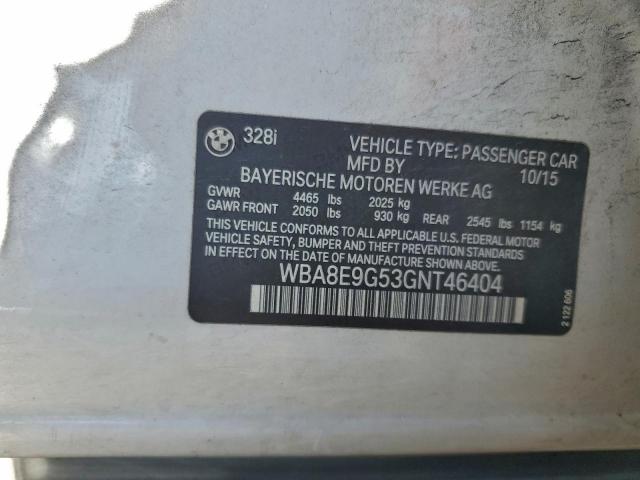 BMW 328i VEHICLE TYPE: PASSENGER CAR
MFD BY 10/15
BAYERISCHE MOTOREN WERKE AG
GVWR 4465 lbs 2025 kg
GAWR FRONT 2050 lbs 930 kg REAR 2545 lbs 1154 kg
THIS VEHICLE CONFORMS TO ALL APPLICABLE U.S. FEDERAL MOTOR
VEHICLE SAFETY, BUMPER AND THEFT PREVENTION STANDARDS
IN EFFECT ON THE DATE OF MANUFACTURE SHOWN ABOVE.
WBA8E9G53GNT46404
2 122 606